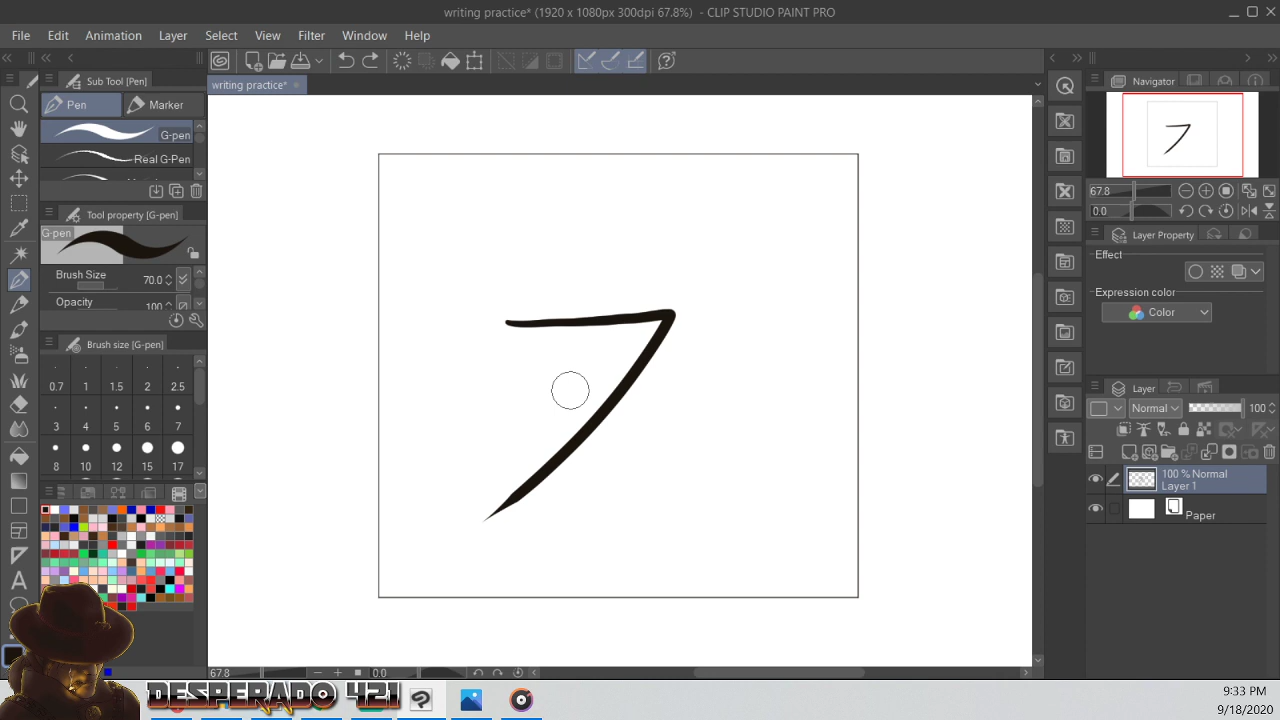 writing practice* (1920 x 1080px 300dpi 67.8%) - CLIP STUDIO PAINT PRO
File Edit Animation Layer Select View Filter Window Help
writing practice*
Sub Tool [Pen]
Pen Marker
G-pen
Real G-Pen
Tool property [G-pen]
G-pen
Brush Size 70.0
Opacity 100
Brush size [G-pen]
0.7 1 1.5 2 2.5
3 4 5 6 7
8 10 12 15 17
フ
Navigator
67.8
0.0
Layer Property
Effect
Expression color
Color
Layer
Normal 100
100 % Normal
Layer 1
Paper
67.8 0.0
DESPERADO 421
9:33 PM
9/18/2020